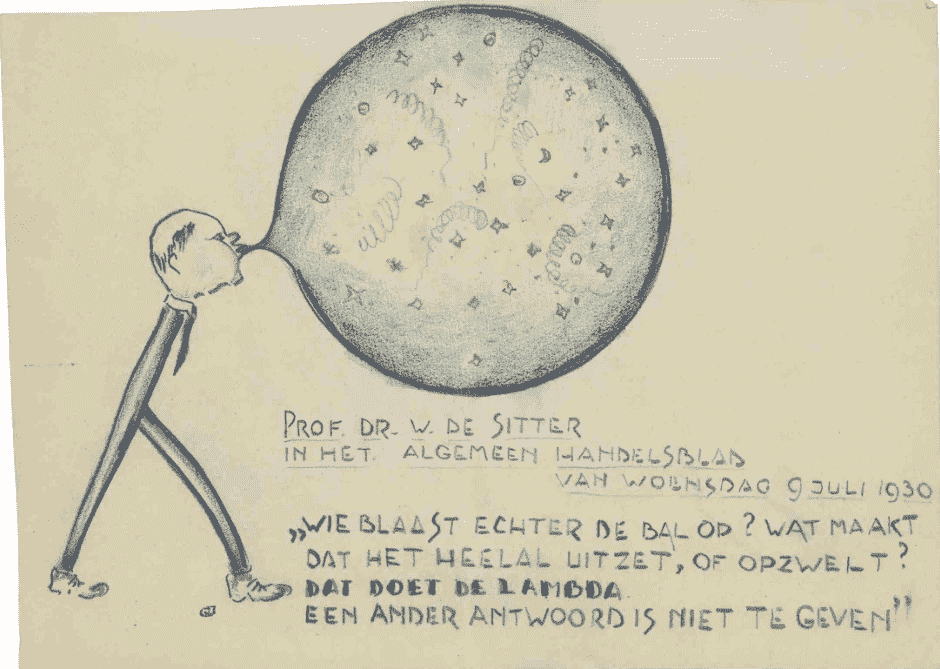 PROF. DR. W. DE SITTER
IN HET. ALGEMEEN HANDELSBLAD
VAN WOENSDAG 9 JULI 1930
„WIE BLAAST ECHTER DE BAL OP? WAT MAAKT
DAT HET HEELAL UITZET, OF OPZWELT?
DAT DOET DE LAMBDA.
EEN ANDER ANTWOORD IS NIET TE GEVEN”